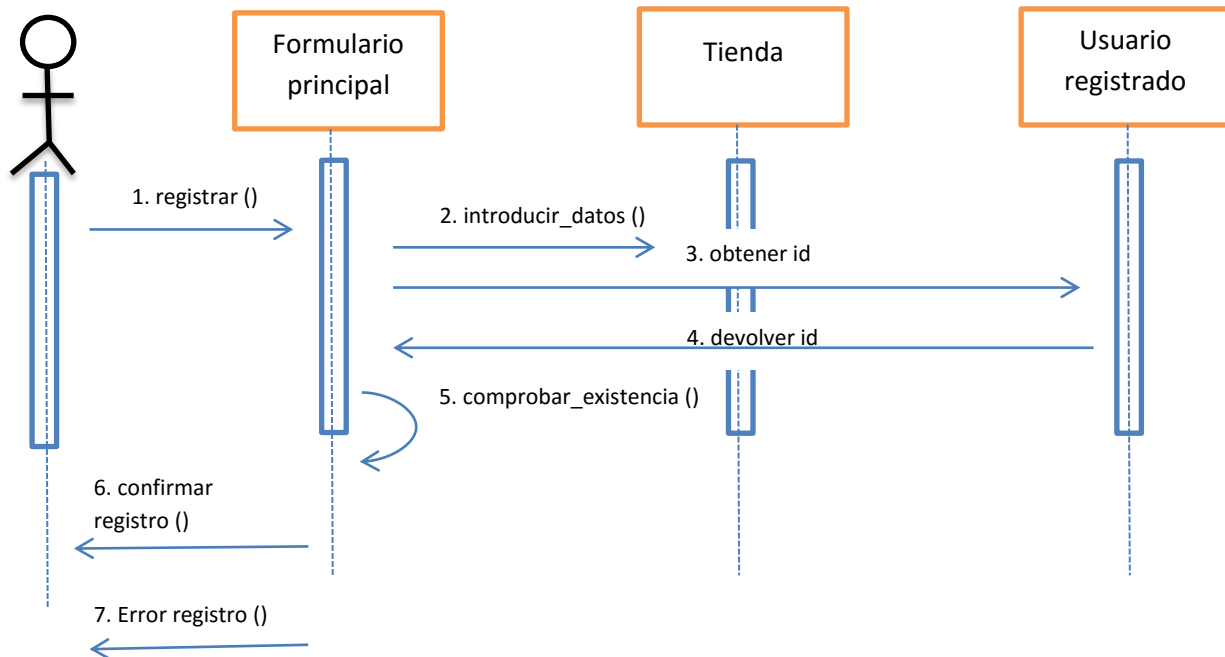 Formulario
principal
Tienda
Usuario
registrado
1. registrar ()
2. introducir_datos ()
3. obtener id
4. devolver id
5. comprobar_existencia ()
6. confirmar
registro ()
7. Error registro ()